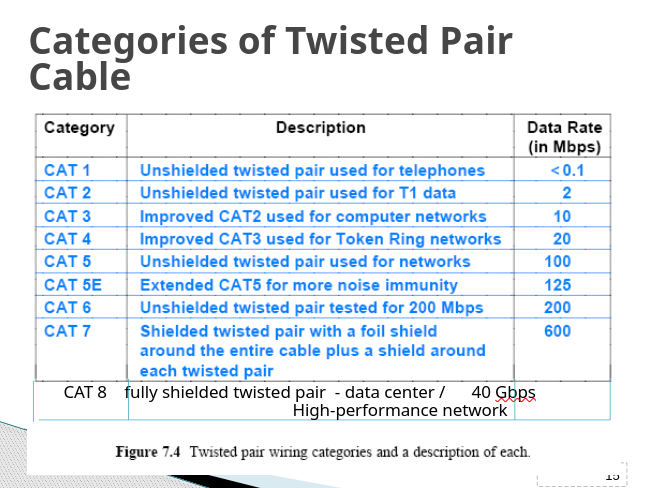 Categories of Twisted Pair
Cable
Category Description Data Rate
(in Mbps)
CAT 1 Unshielded twisted pair used for telephones <0.1
CAT 2 Unshielded twisted pair used for T1 data 2
CAT 3 Improved CAT2 used for computer networks 10
CAT 4 Improved CAT3 used for Token Ring networks 20
CAT 5 Unshielded twisted pair used for networks 100
CAT 5E Extended CAT5 for more noise immunity 125
CAT 6 Unshielded twisted pair tested for 200 Mbps 200
CAT 7 Shielded twisted pair with a foil shield 600
around the entire cable plus a shield around
each twisted pair
CAT 8 fully shielded twisted pair - data center / 40 Gbps
High-performance network
Figure 7.4 Twisted pair wiring categories and a description of each.
15